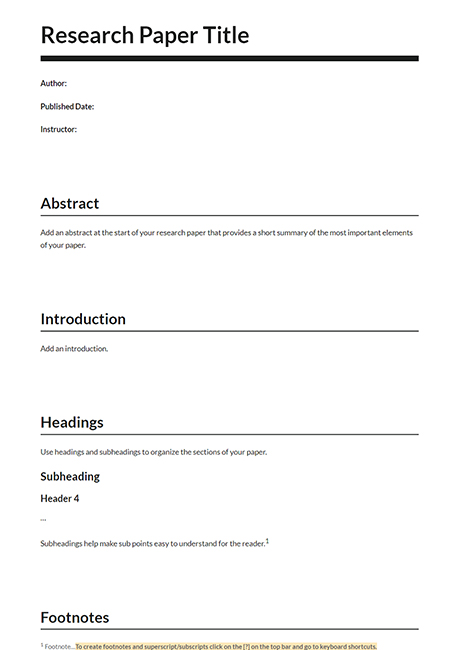 Research Paper Title
Author:
Published Date:
Instructor:
Abstract
Add an abstract at the start of your research paper that provides a short summary of the most important elements
of your paper.
Introduction
Add an introduction.
Headings
Use headings and subheadings to organize the sections of your paper.
Subheading
Header 4
...
Subheadings help make sub points easy to understand for the reader.¹
Footnotes
¹ Footnote...To create footnotes and superscript/subscripts click on the [?] on the top bar and go to keyboard shortcuts.